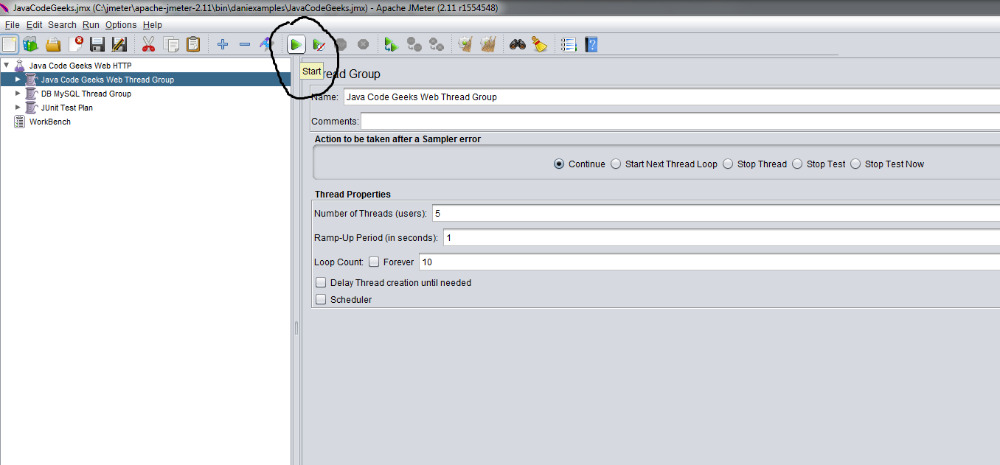 JavaCodeGeeks.jmx (C:\jmeter\apache-jmeter-2.11\bin\daniexamples\JavaCodeGeeks.jmx) - Apache JMeter (2.11 r1554548)
File Edit Search Run Options Help
Java Code Geeks Web HTTP
Java Code Geeks Web Thread Group
DB MySQL Thread Group
JUnit Test Plan
WorkBench
Start
Thread Group
Name: Java Code Geeks Web Thread Group
Comments:
Action to be taken after a Sampler error
Continue Start Next Thread Loop Stop Thread Stop Test Stop Test Now
Thread Properties
Number of Threads (users): 5
Ramp-Up Period (in seconds): 1
Loop Count: Forever 10
Delay Thread creation until needed
Scheduler